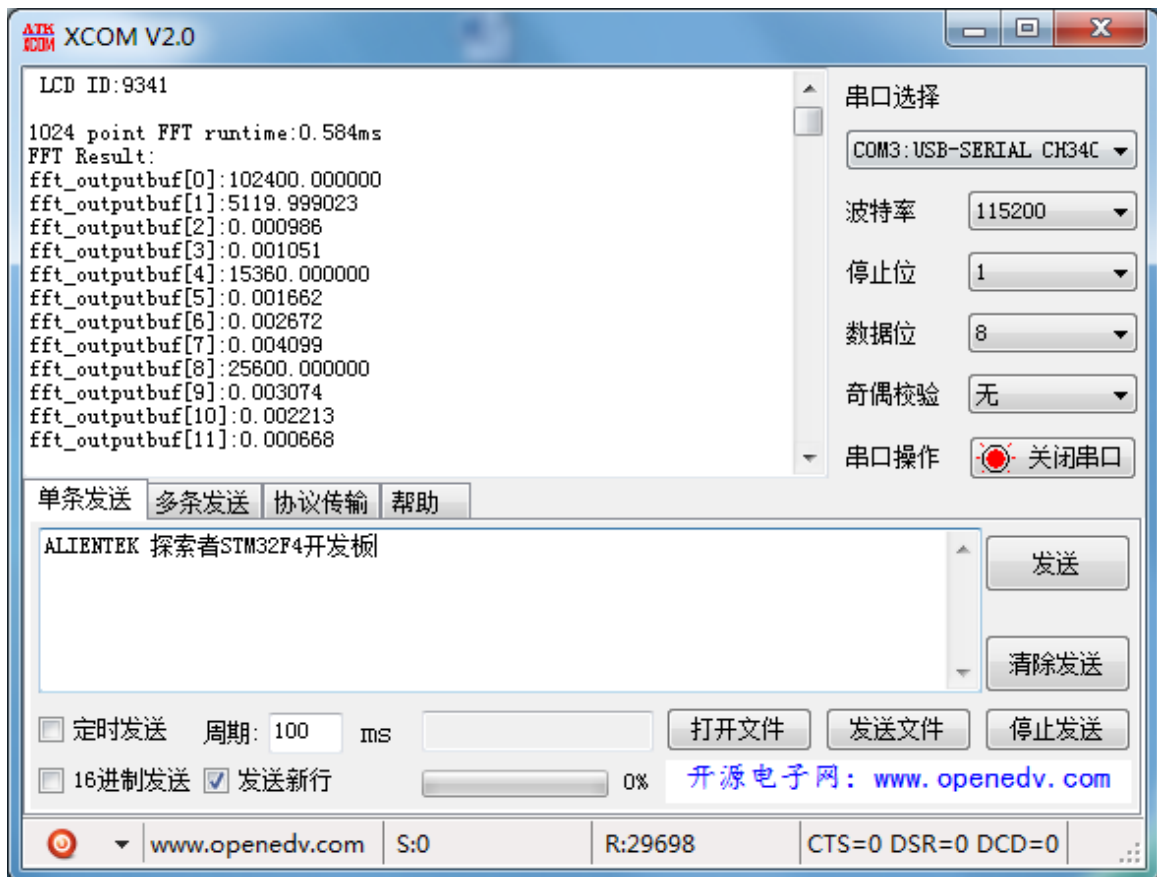 ATK XCOM XCOM V2.0
LCD ID:9341
1024 point FFT runtime:0.584ms
FFT Result:
fft_outputbuf[0]:102400.000000
fft_outputbuf[1]:5119.999023
fft_outputbuf[2]:0.000986
fft_outputbuf[3]:0.001051
fft_outputbuf[4]:15360.000000
fft_outputbuf[5]:0.001662
fft_outputbuf[6]:0.002672
fft_outputbuf[7]:0.004099
fft_outputbuf[8]:25600.000000
fft_outputbuf[9]:0.003074
fft_outputbuf[10]:0.002213
fft_outputbuf[11]:0.000668
串口选择
COM3:USB-SERIAL CH34
波特率 115200
停止位 1
数据位 8
奇偶校验 无
串口操作 关闭串口
单条发送 多条发送 协议传输 帮助
ALIENTEK 探索者STM32F4开发板
发送
清除发送
定时发送 周期: 100 ms 打开文件 发送文件 停止发送
16进制发送 发送新行 0% 开源电子网: www.openedv.com
www.openedv.com S:0 R:29698 CTS=0 DSR=0 DCD=0